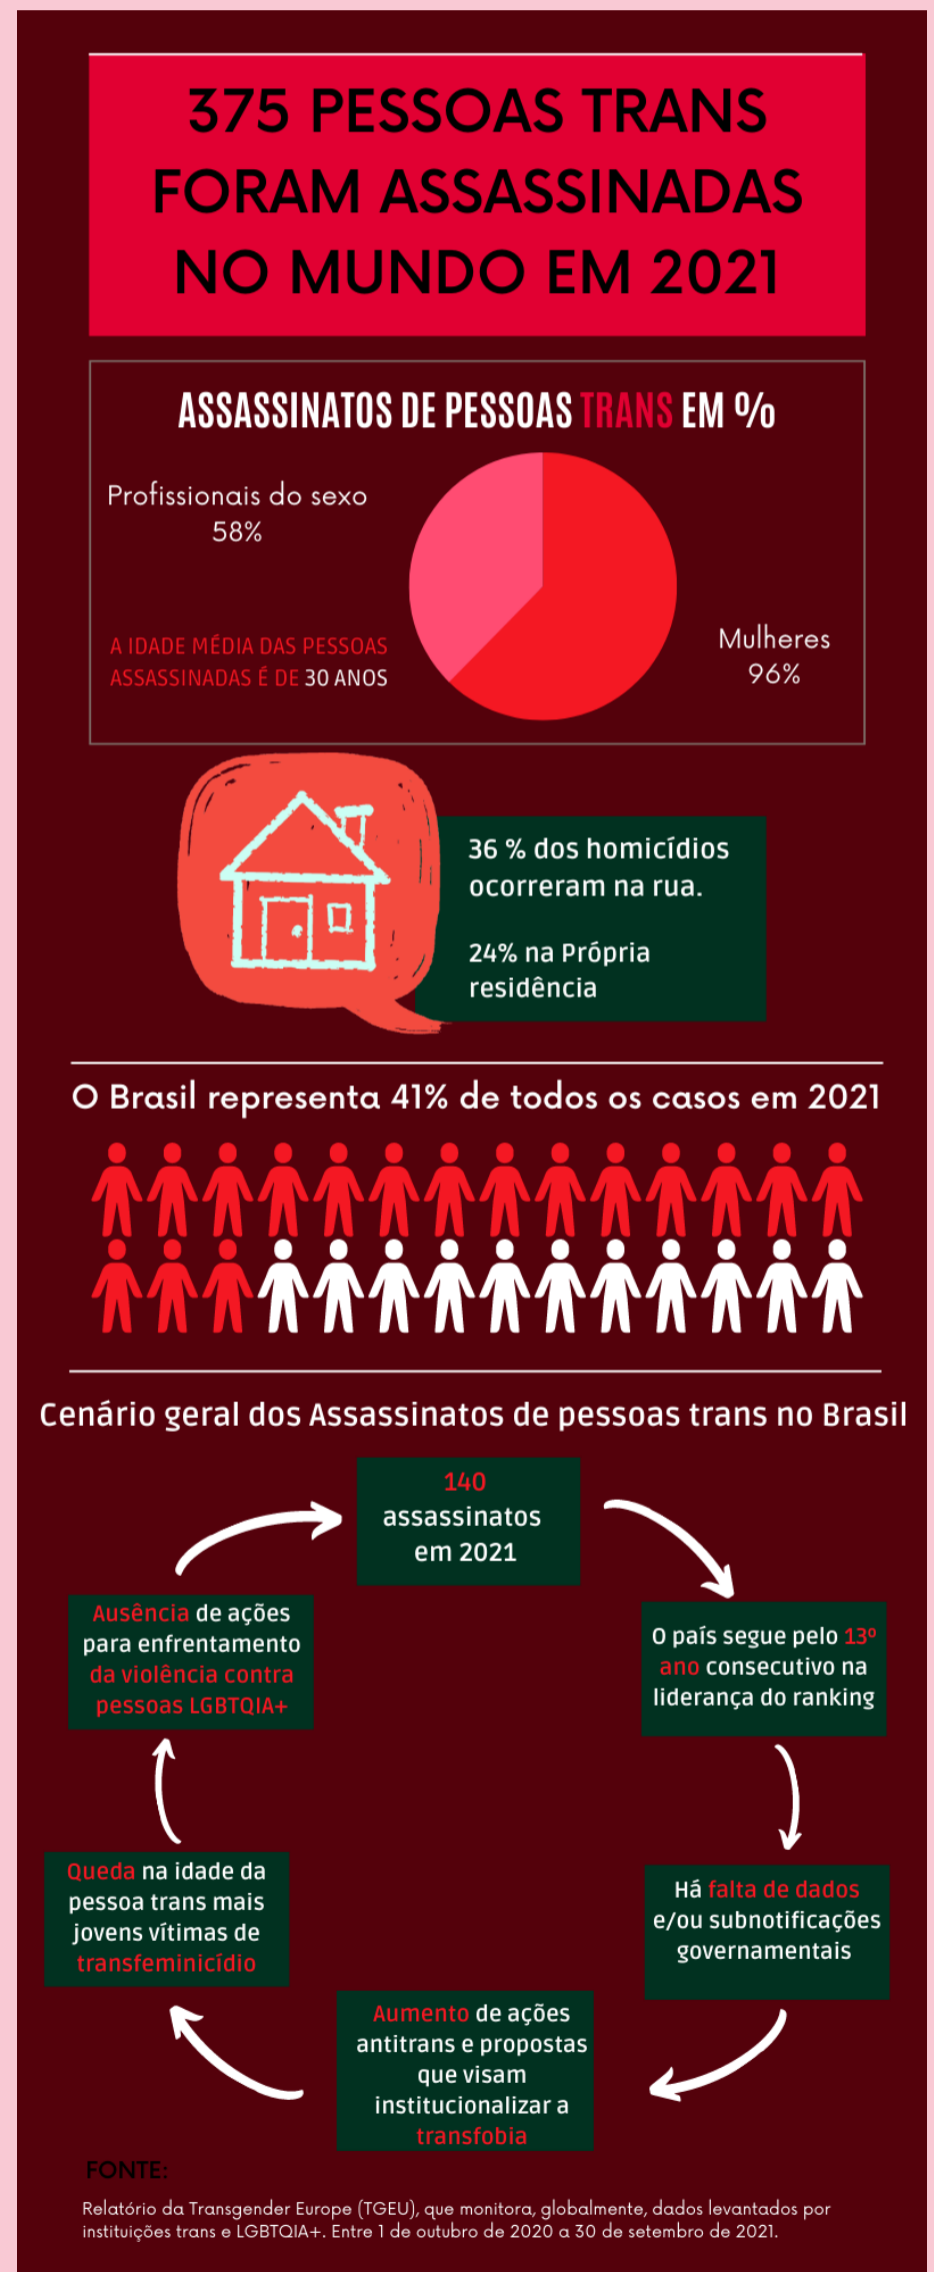 375 PESSOAS TRANS
FORAM ASSASSINADAS
NO MUNDO EM 2021
ASSASSINATOS DE PESSOAS TRANS EM %
Profissionais do sexo
58%
A IDADE MÉDIA DAS PESSOAS
ASSASSINADAS É DE 30 ANOS
Mulheres
96%
36 % dos homicídios
ocorreram na rua.
24% na Própria
residência
O Brasil representa 41% de todos os casos em 2021
Cenário geral dos Assassinatos de pessoas trans no Brasil
140
assassinatos
em 2021
O país segue pelo 13º
ano consecutivo na
liderança do ranking
Há falta de dados
e/ou subnotificações
governamentais
Aumento de ações
antitrans e propostas
que visam
institucionalizar a
transfobia
Queda na idade da
pessoa trans mais
jovens vítimas de
transfeminicídio
Ausência de ações
para enfrentamento
da violência contra
pessoas LGBTQIA+
FONTE:
Relatório da Transgender Europe (TGEU), que monitora, globalmente, dados levantados por
instituições trans e LGBTQIA+. Entre 1 de outubro de 2020 a 30 de setembro de 2021.